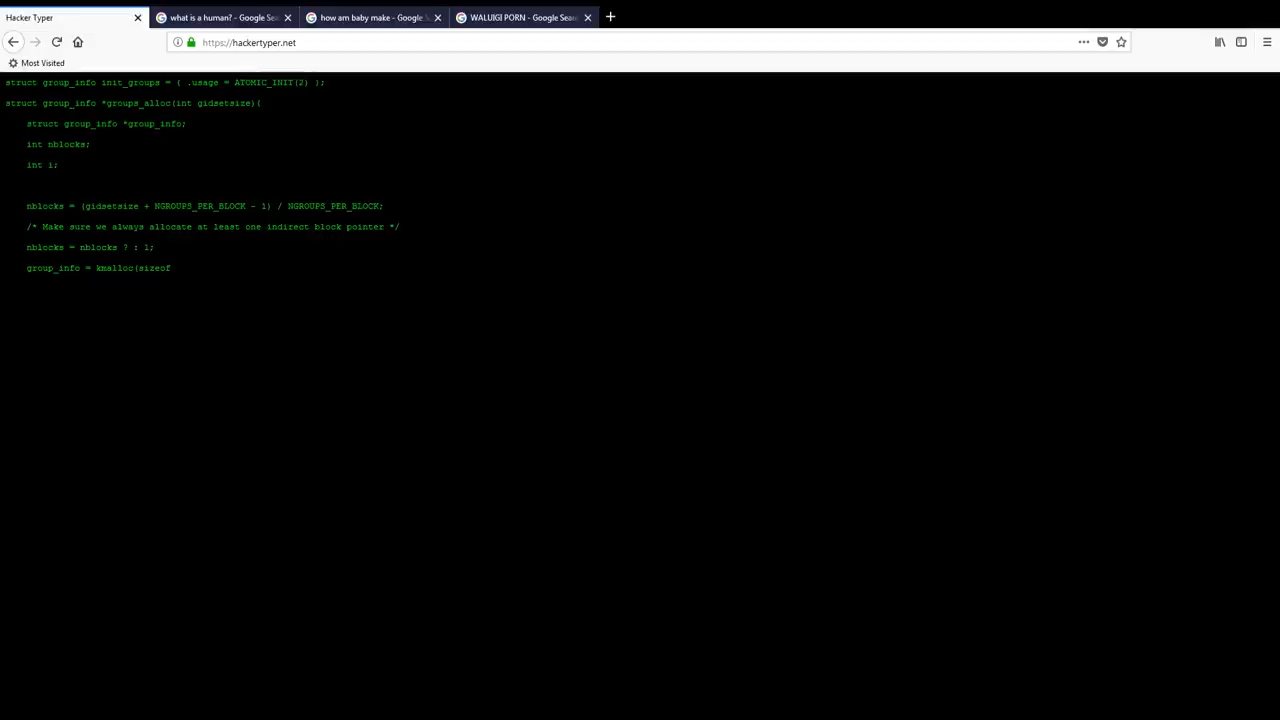 Hacker Typer
what is a human? - Google Sea
how am baby make - Google S
WALUIGI PORN - Google Sear
https://hackertyper.net
Most Visited
struct group_info init_groups = { .usage = ATOMIC_INIT(2) };
struct group_info *groups_alloc(int gidsetsize){
struct group_info *group_info;
int nblocks;
int i;
nblocks = (gidsetsize + NGROUPS_PER_BLOCK - 1) / NGROUPS_PER_BLOCK;
/* Make sure we always allocate at least one indirect block pointer */
nblocks = nblocks ? : 1;
group_info = kmalloc(sizeof